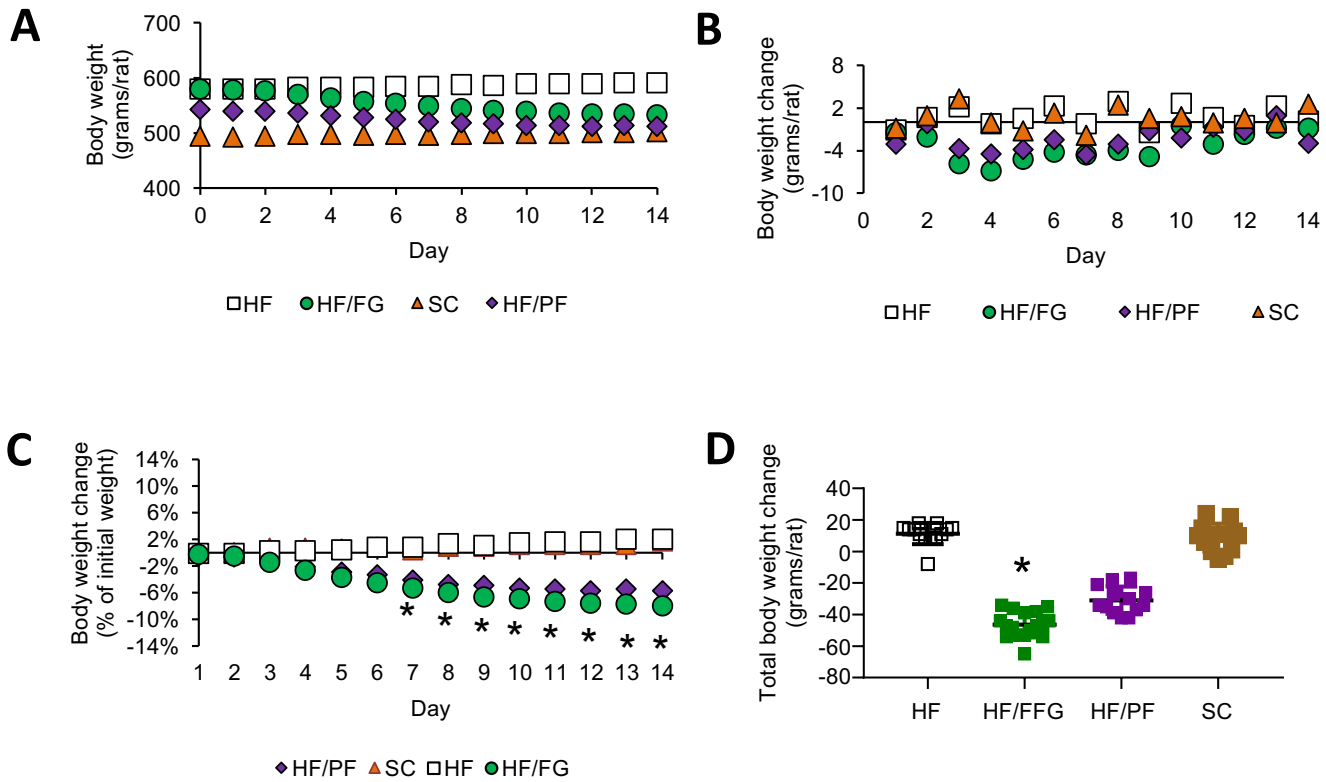 A
Body weight
(grams/rat)
700
600
500
400
0 2 4 6 8 10 12 14
Day
HF HF/FG SC HF/PF
B
Body weight change
(grams/rat)
8
2
-4
-10
0 2 4 6 8 10 12 14
Day
HF HF/FG HF/PF SC
C
Body weight change
(% of initial weight)
14%
10%
6%
2%
-2%
-6%
-10%
-14%
* * * * * * * *
1 2 3 4 5 6 7 8 9 10 11 12 13 14
Day
HF/PF SC HF HF/FG
D
Total body weight change
(grams/rat)
40
20
0
-20
-40
-60
-80
*
HF HF/FFG HF/PF SC